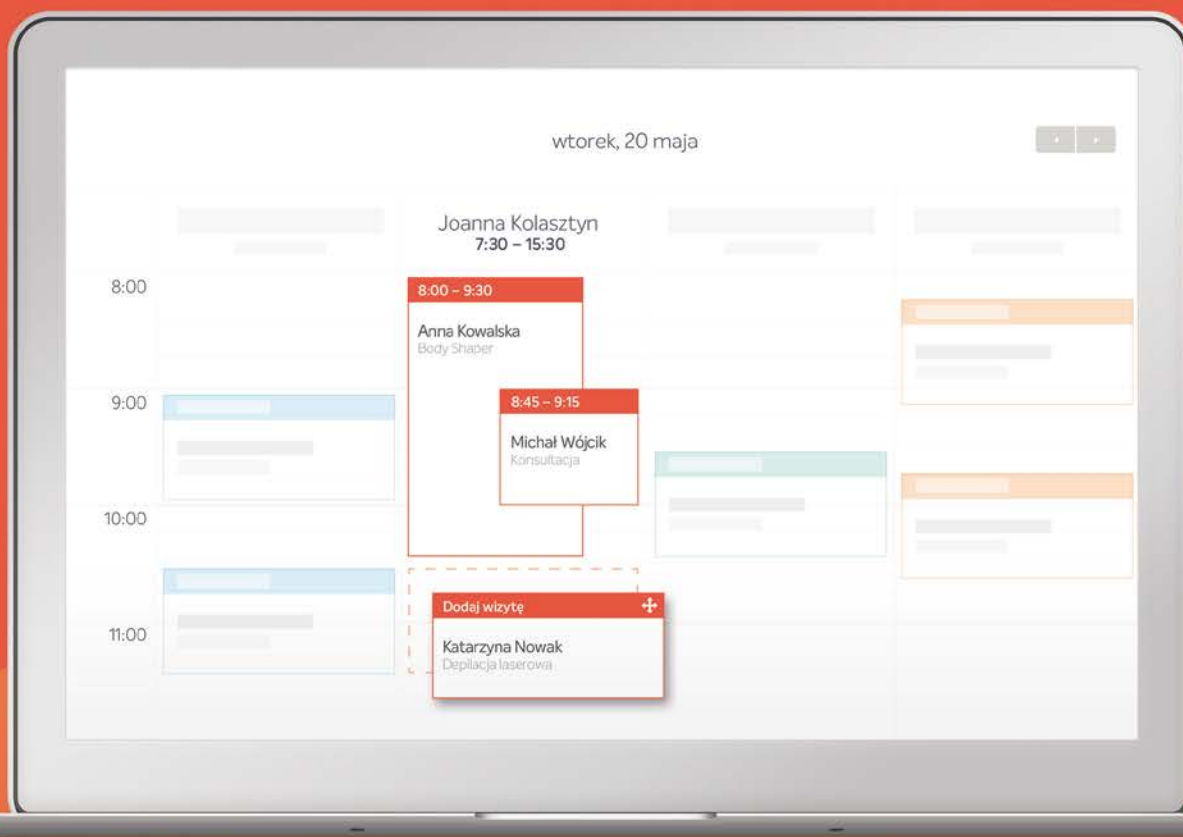 wtorek, 20 maja
Joanna Kolasztyn
7:30 – 15:30
8:00
8:00 – 9:30
Anna Kowalska
Body Shaper
9:00
8:45 – 9:15
Michał Wójcik
Konsultacja
10:00
Dodaj wizytę
11:00
Katarzyna Nowak
Depilacja laserowa